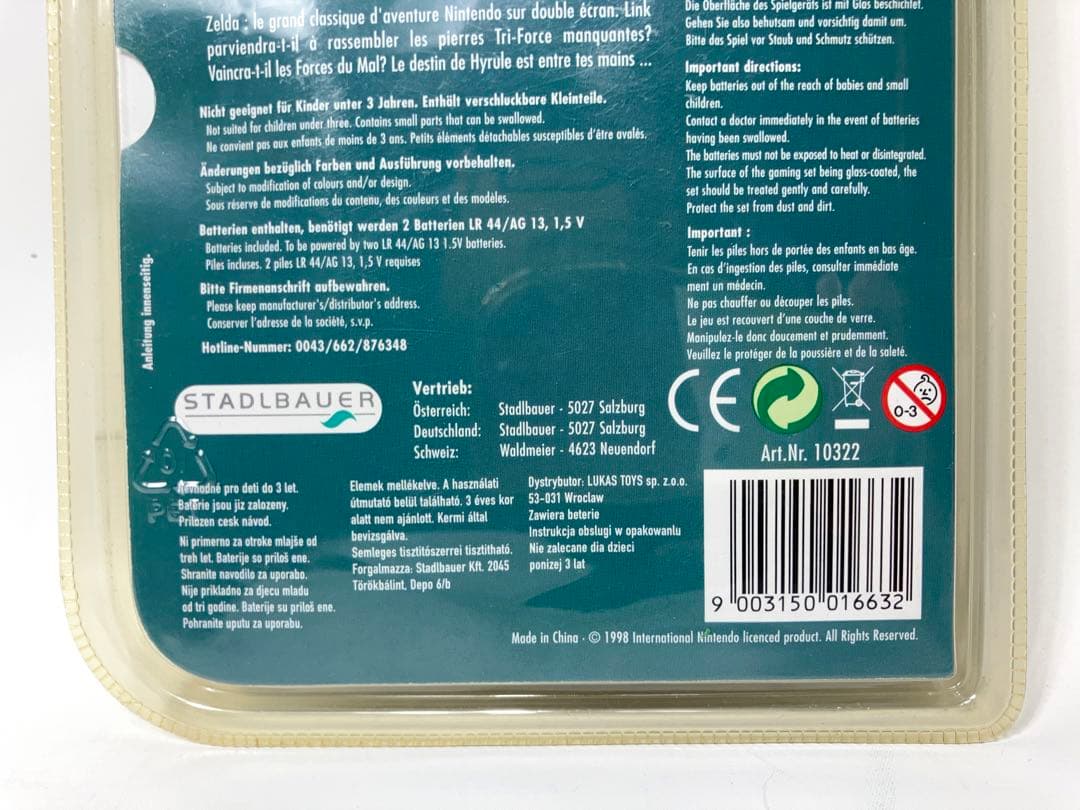 Zelda : le grand classique d'aventure Nintendo sur double écran. Link
parviendra-t-il à rassembler les pierres Tri-Force manquantes?
Vaincra-t-il les Forces du Mal? Le destin de Hyrule est entre tes mains ...
Nicht geeignet für Kinder unter 3 Jahren. Enthält verschluckbare Kleinteile.
Not suited for children under three. Contains small parts that can be swallowed.
Ne convient pas aux enfants de moins de 3 ans. Petits éléments détachables susceptibles d'être avalés.
Änderungen bezüglich Farben und Ausführung vorbehalten.
Subject to modification of colours and/or design.
Sous réserve de modifications du contenu, des couleurs et des modèles.
Batterien enthalten, benötigt werden 2 Batterien LR 44/AG 13, 1,5 V
Batteries included. To be powered by two LR 44/AG 13 1.5V batteries.
Piles incluses. 2 piles LR 44/AG 13, 1,5 V requises
Bitte Firmenanschrift aufbewahren.
Please keep manufacturer's/distributor's address.
Conserver l'adresse de la société, s.v.p.
Hotline-Nummer: 0043/662/876348
Anleitung innenseitig.
Die Oberfläche des Spielgeräts ist mit Glas beschichtet.
Gehen Sie also behutsam und vorsichtig damit um.
Bitte das Spiel vor Staub und Schmutz schützen.
Important directions:
Keep batteries out of the reach of babies and small
children.
Contact a doctor immediately in the event of batteries
having been swallowed.
The batteries must not be exposed to heat or disintegrated.
The surface of the gaming set being glass-coated, the
set should be treated gently and carefully.
Protect the set from dust and dirt.
Important :
Tenir les piles hors de portée des enfants en bas âge.
En cas d'ingestion des piles, consulter immédiate
ment un médecin.
Ne pas chauffer ou découper les piles.
Le jeu est recouvert d'une couche de verre.
Manipulez-le donc doucement et prudemment.
Veuillez le protéger de la poussière et de la saleté.
STADLBAUER
Vertrieb:
Österreich: Stadlbauer - 5027 Salzburg
Deutschland: Stadlbauer - 5027 Salzburg
Schweiz: Waldmeier - 4623 Neuendorf
CE
0-3
Art.Nr. 10322
Nevhodné pro deti do 3 let.
Baterie jsou jiz zalozeny.
Prilozen cesk návod.
Ni primerno za otroke mlajše od
treh let. Baterije so priloš ene.
Shranite navodilo za uporabo.
Nije prikladno za djecu mladu
od tri godine. Baterije su priloš ene.
Pohranite uputu za uporabu.
Elemek mellékelve. A használati
útmutató belül található. 3 éves kor
alatt nem ajánlott. Kermi által
bevizsgálva.
Semleges tisztítószerrei tisztitható.
Forgalmazza: Stadlbauer Kft. 2045
Törökbálint, Depo 6/b
Dystrybutor: LUKAS TOYS sp. z.o.o.
53-031 Wroclaw
Zawiera beterie
Instrukcja obslugi w opakowaniu
Nie zalecane dla dzieci
ponizej 3 lat
9 003150 016632
Made in China · © 1998 International Nintendo licenced product. All Rights Reserved.